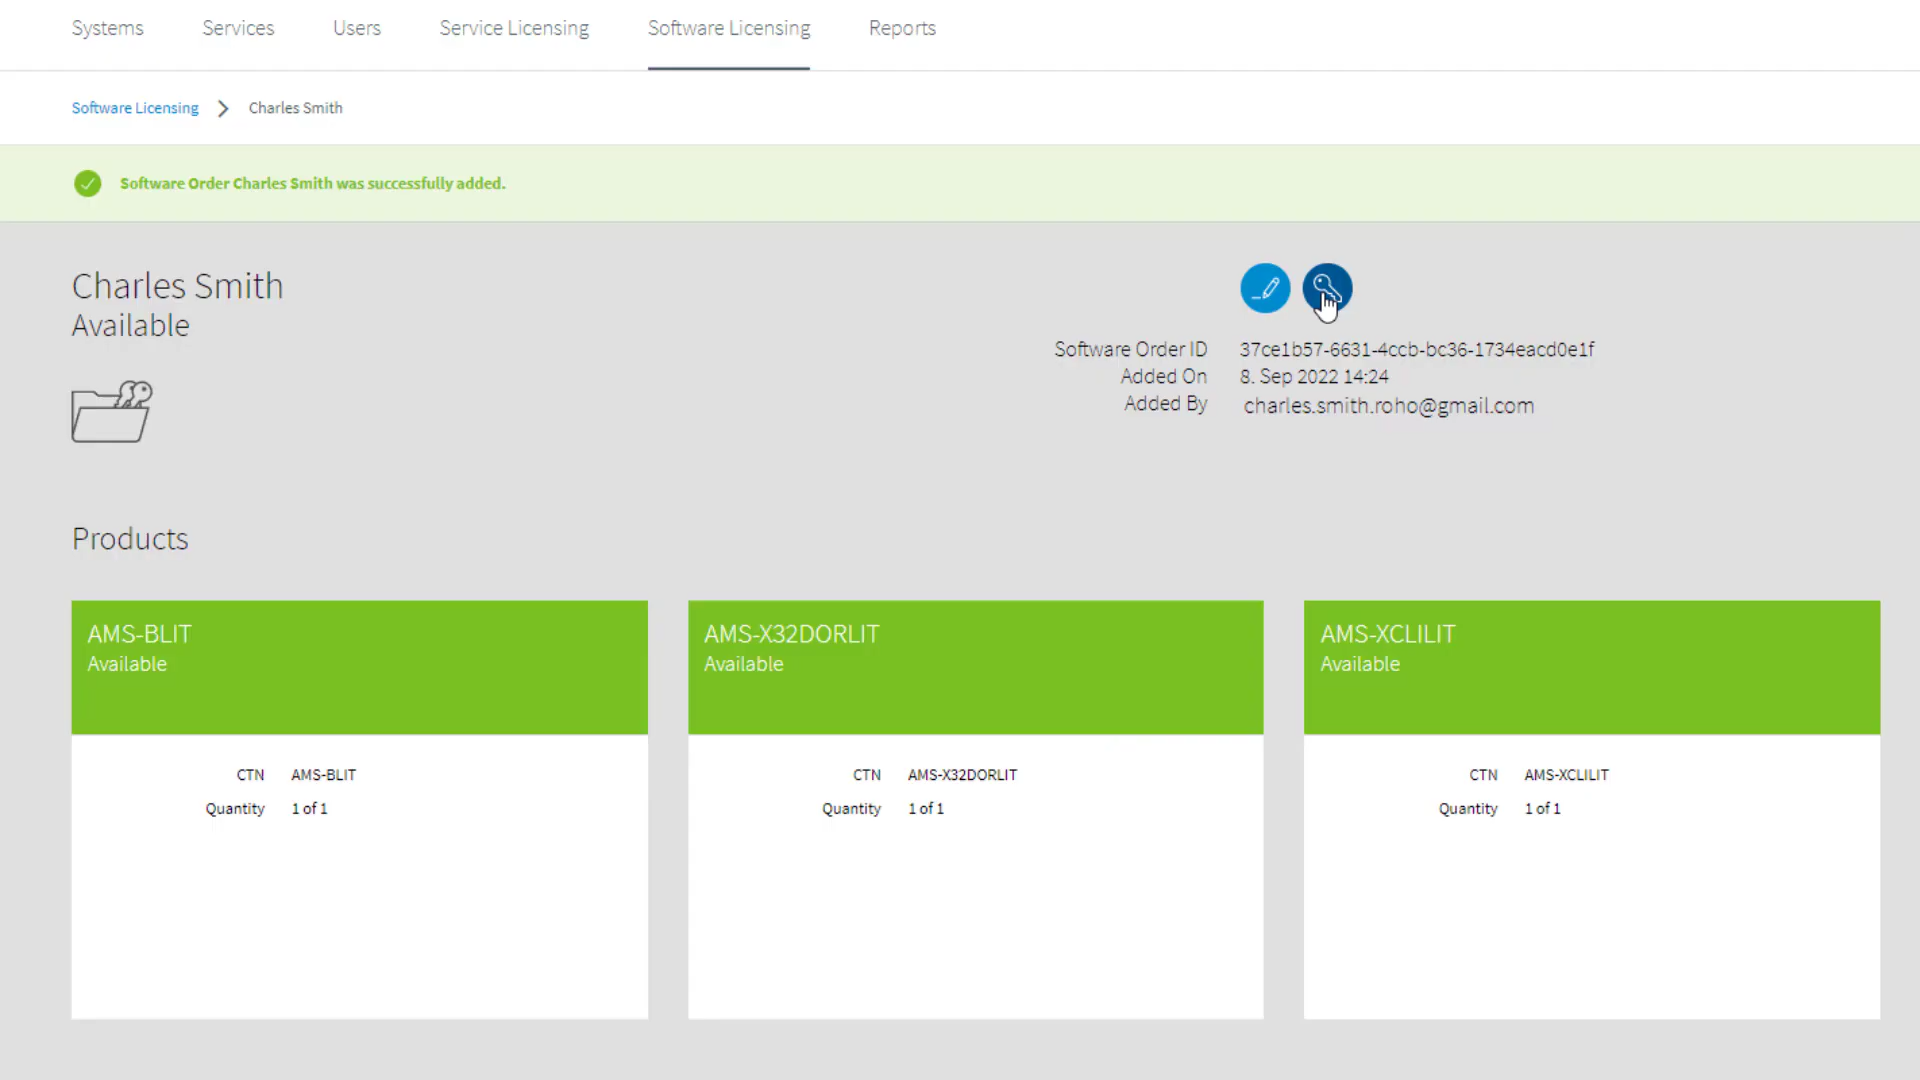 Systems Services Users Service Licensing Software Licensing Reports
Software Licensing Charles Smith
Software Order Charles Smith was successfully added.
Charles Smith
Available
Software Order ID 37ce1b57-6631-4ccb-bc36-1734eacd0e1f
Added On 8. Sep 2022 14:24
Added By charles.smith.roho@gmail.com
Products
AMS-BLIT
Available
CTN AMS-BLIT
Quantity 1 of 1
AMS-X32DORLIT
Available
CTN AMS-X32DORLIT
Quantity 1 of 1
AMS-XCLILIT
Available
CTN AMS-XCLILIT
Quantity 1 of 1